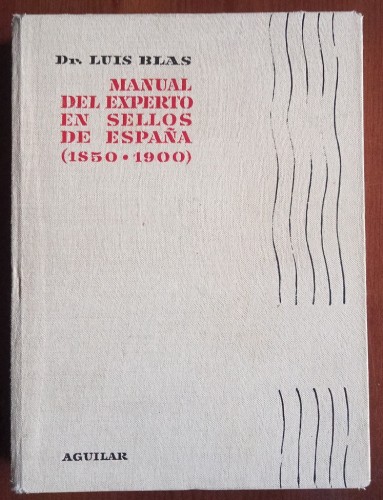 Dr. LUIS BLAS
MANUAL
DEL EXPERTO
EN SELLOS
DE ESPAÑA
(1850 • 1900)
AGUILAR